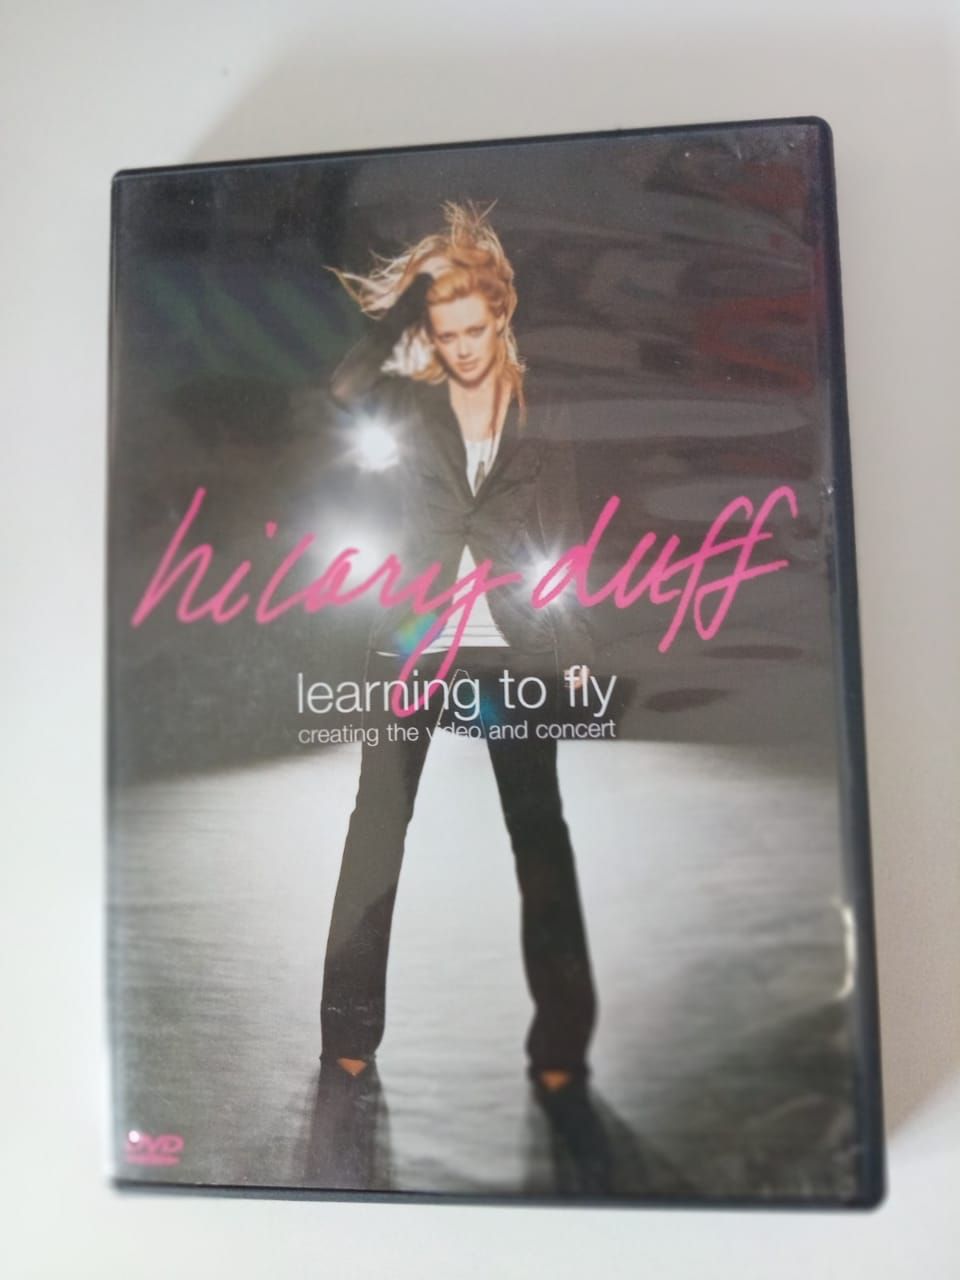 hilary duff
learning to fly
creating the video and concert
DVD